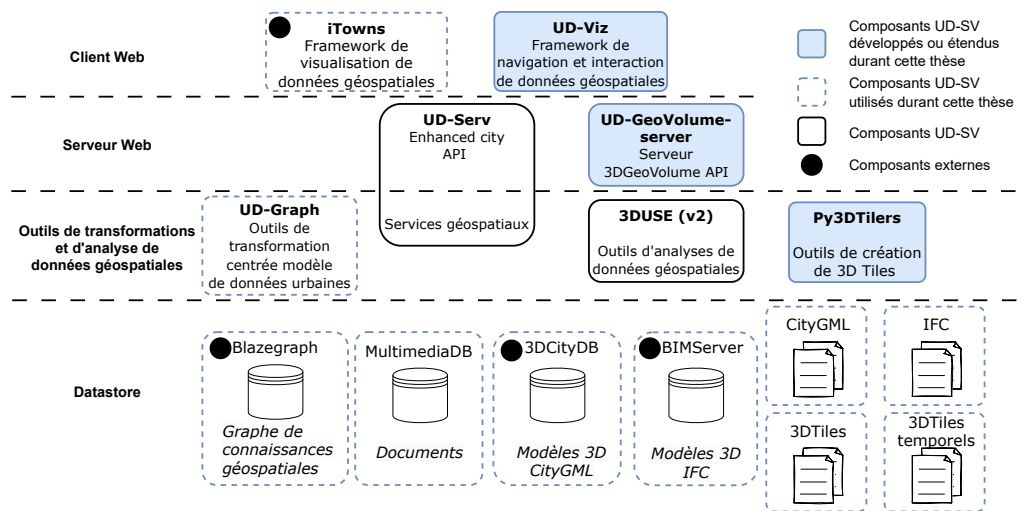 Client Web
iTowns
Framework de
visualisation de
données géospatiales
UD-Viz
Framework de
navigation et interaction
de données géospatiales
Composants UD-SV
développés ou étendus
durant cette thèse
Composants UD-SV
utilisés durant cette thèse
Composants UD-SV
Composants externes
Serveur Web
UD-Serv
Enhanced city
API
Services géospatiaux
UD-GeoVolume-
server
Serveur
3DGeoVolume API
Outils de transformations
et d'analyse de
données géospatiales
UD-Graph
Outils de
transformation
centrée modèle
de données urbaines
3DUSE (v2)
Outils d'analyses de
données géospatiales
Py3DTilers
Outils de création
de 3D Tiles
Datastore
Blazegraph
Graphe de
connaissances
géospatiales
MultimediaDB
Documents
3DCityDB
Modèles 3D
CityGML
BIMServer
Modèles 3D
IFC
CityGML
IFC
3DTiles
3DTiles
temporels